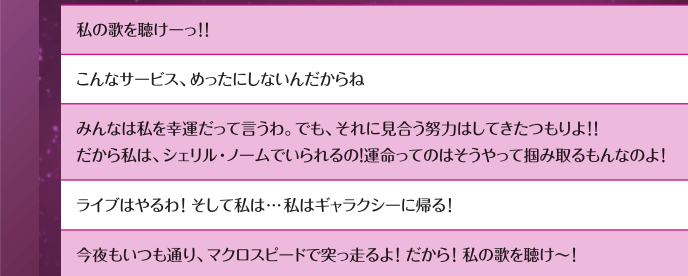 私の歌を聴けーっ!!
こんなサービス、めったにしないんだからね
みんなは私を幸運だって言うわ。でも、それに見合う努力はしてきたつもりよ!!
だから私は、シェリル・ノームでいられるの!運命ってのはそうやって掴み取るもんなのよ!
ライブはやるわ! そして私は…私はギャラクシーに帰る!
今夜もいつも通り、マクロスピードで突っ走るよ! だから! 私の歌を聴け～!